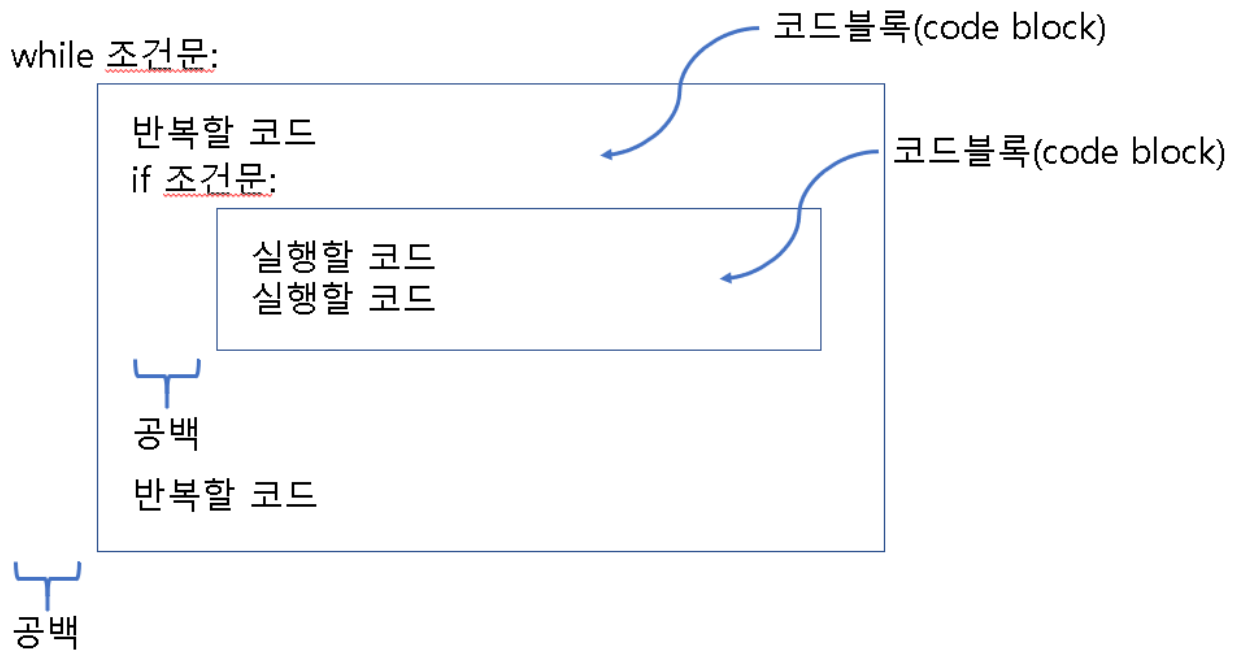 코드블록(code block)
while 조건문:
반복할 코드
코드블록(code block)
if 조건문:
실행할 코드
실행할 코드
공백
반복할 코드
공백